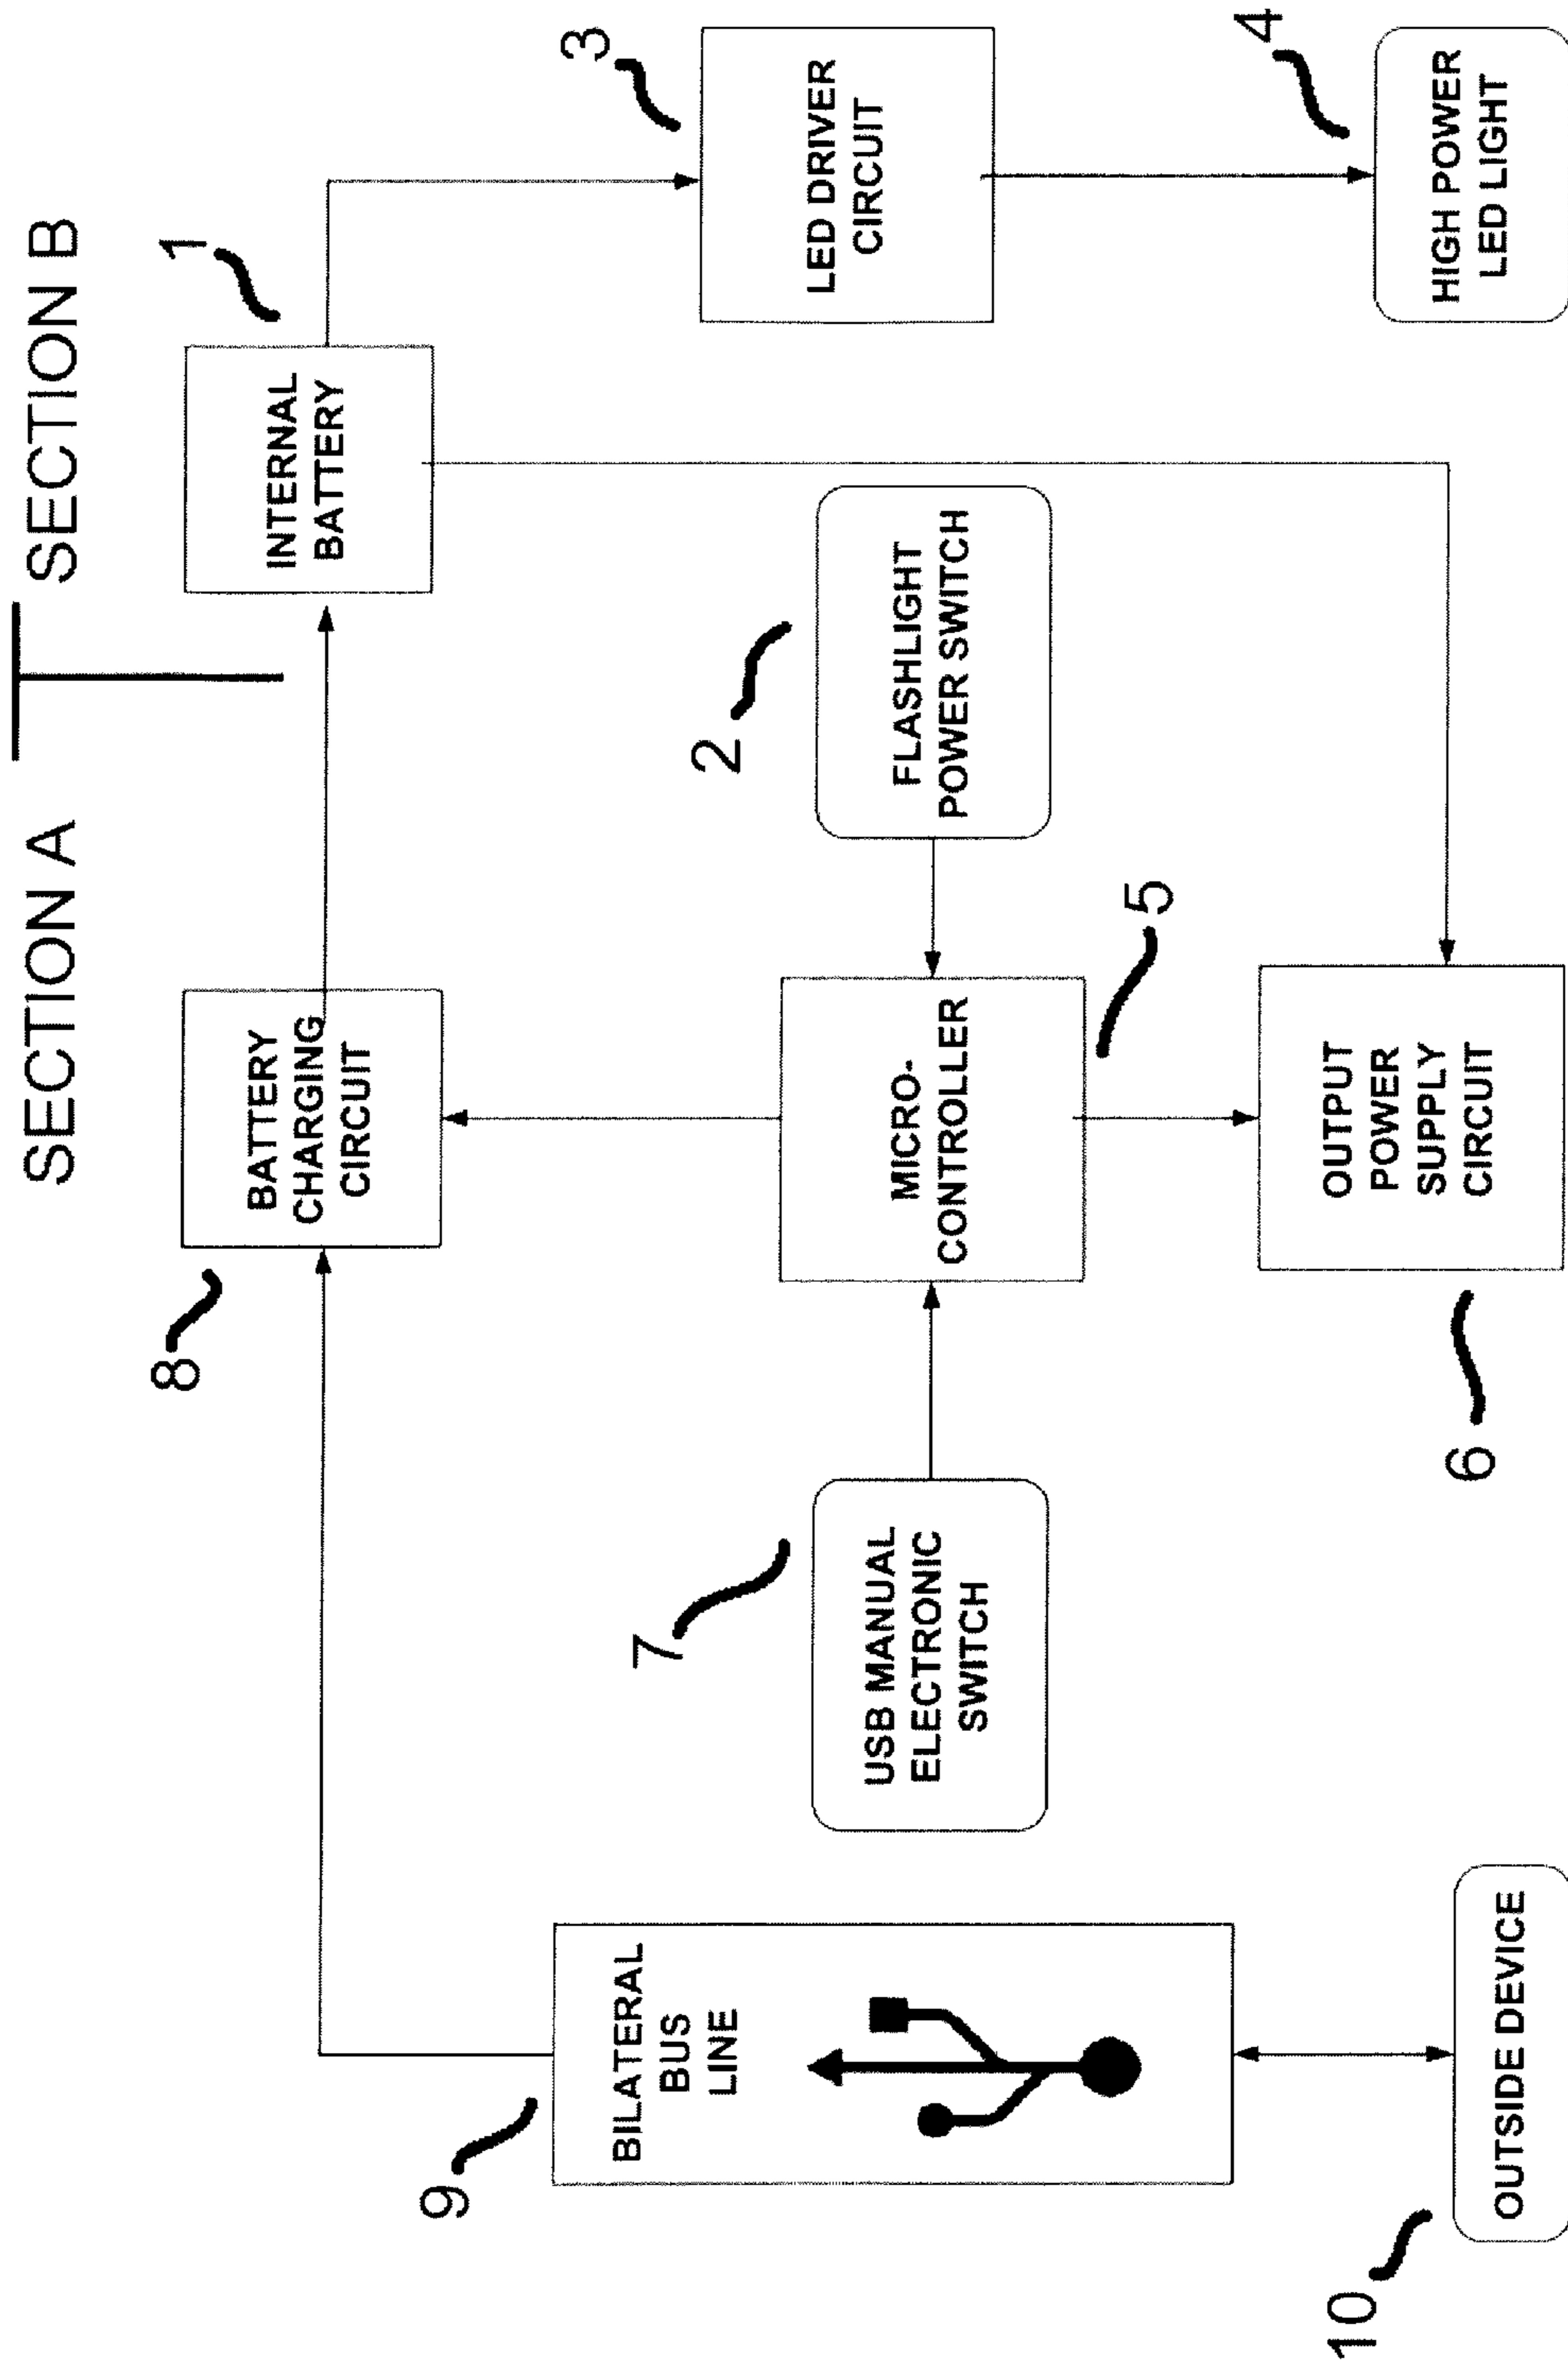 SECTION A
SECTION B
8
BATTERY
CHARGING
CIRCUIT
1
INTERNAL
BATTERY
9
BILATERAL
BUS
LINE
7
USB MANUAL
ELECTRONIC
SWITCH
MICRO-
CONTROLLER
5
2
FLASHLIGHT
POWER SWITCH
3
LED DRIVER
CIRCUIT
10
OUTSIDE DEVICE
6
OUTPUT
POWER
SUPPLY
CIRCUIT
4
HIGH POWER
LED LIGHT